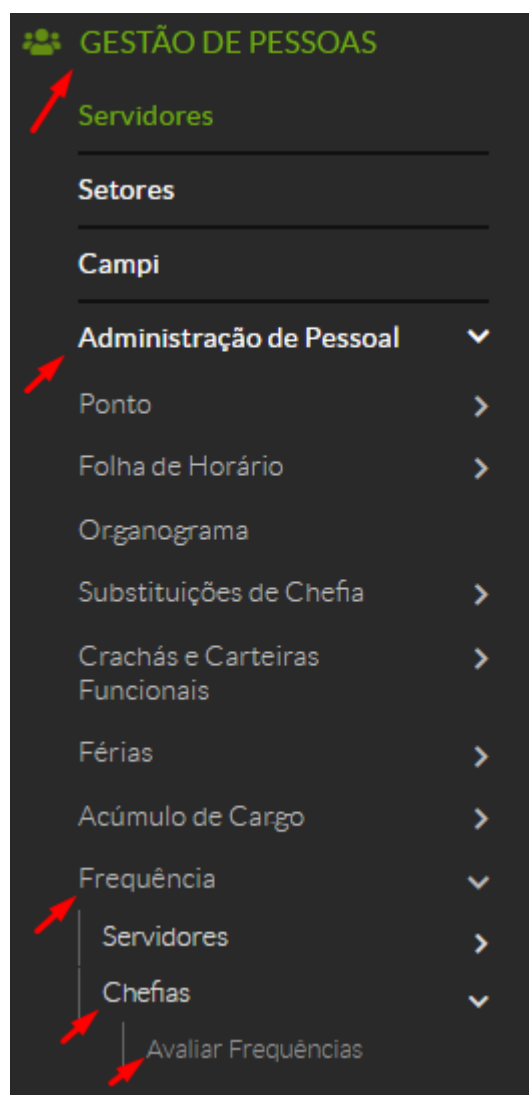 GESTÃO DE PESSOAS
Servidores
Setores
Campi
Administração de Pessoal
Ponto
Folha de Horário
Organograma
Substituições de Chefia
Crachás e Carteiras
Funcionais
Férias
Acúmulo de Cargo
Frequência
Servidores
Chefias
Avaliar Frequências